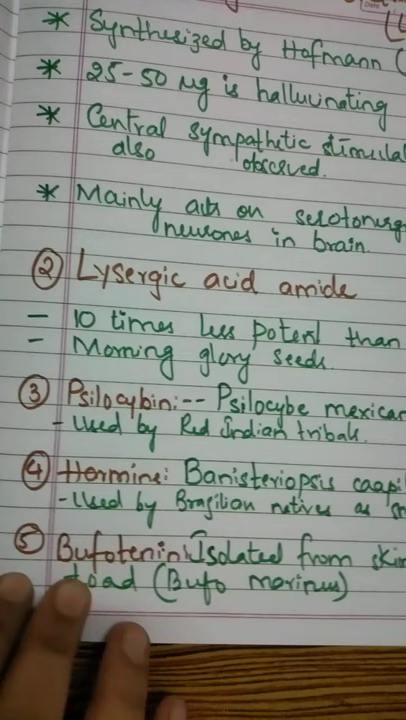 * Synthesized by Hofmann (
* 25-50 µg is hallucinating
* Central sympathetic stimula
also observed.
* Mainly acts on serotonerg
neurones in brain.
② Lysergic acid amide
- 10 times less potent than
- Morning glory seeds.
③ Psilocybin:-- Psilocybe mexican
- Used by Red Indian tribals.
④ Harmine: Banisteriopsis caapi
- Used by Brazilian natives as sn
⑤ Bufotenin: Isolated from skin
toad (Bufo marinus)